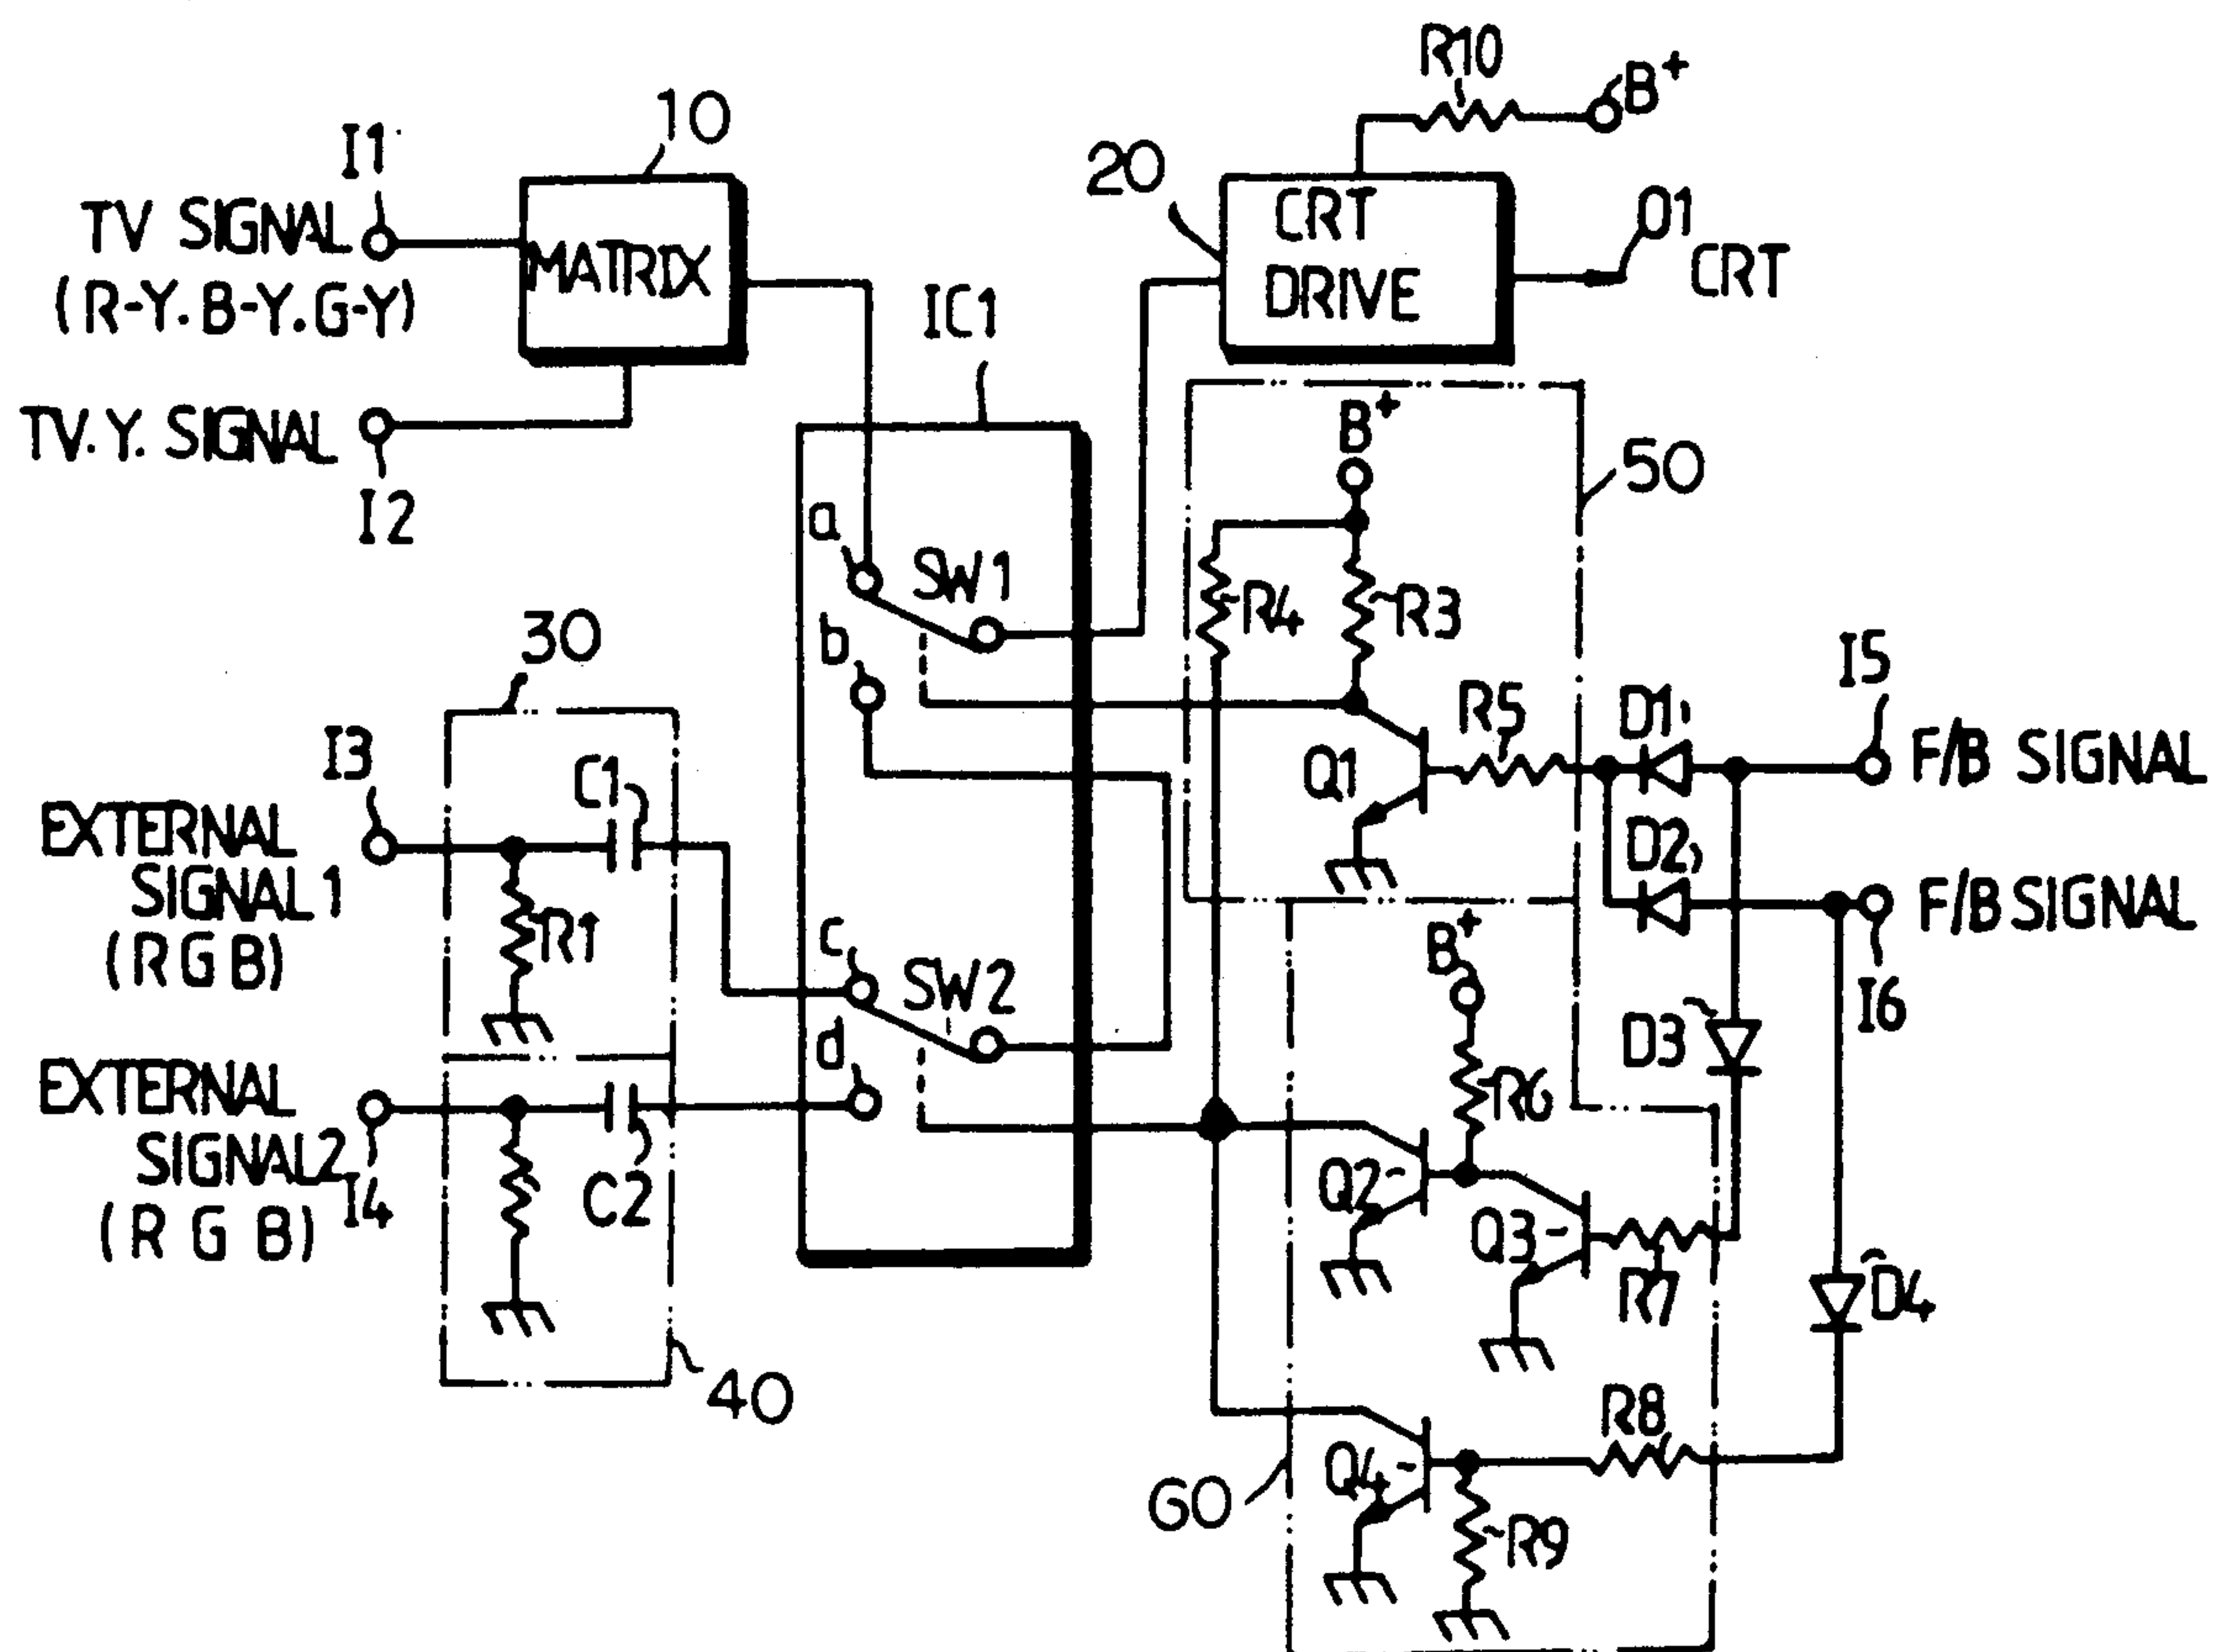 R10
B+
I1
10
20
TV SIGNAL
(R-Y.B-Y.G-Y)
MATRIX
CRT
DRIVE
O1
CRT
IC1
TV.Y. SIGNAL
I2
B+
50
a
SW1
R4
R3
b
30
I5
R5
D1
F/B SIGNAL
I3
C1
Q1
EXTERNAL
SIGNAL1
(RGB)
R1
D2
F/B SIGNAL
I6
B+
c
SW2
D3
d
R6
EXTERNAL
SIGNAL2
(R G B)
I4
C2
Q2
Q3
R7
D4
40
R8
Q4
60
R9